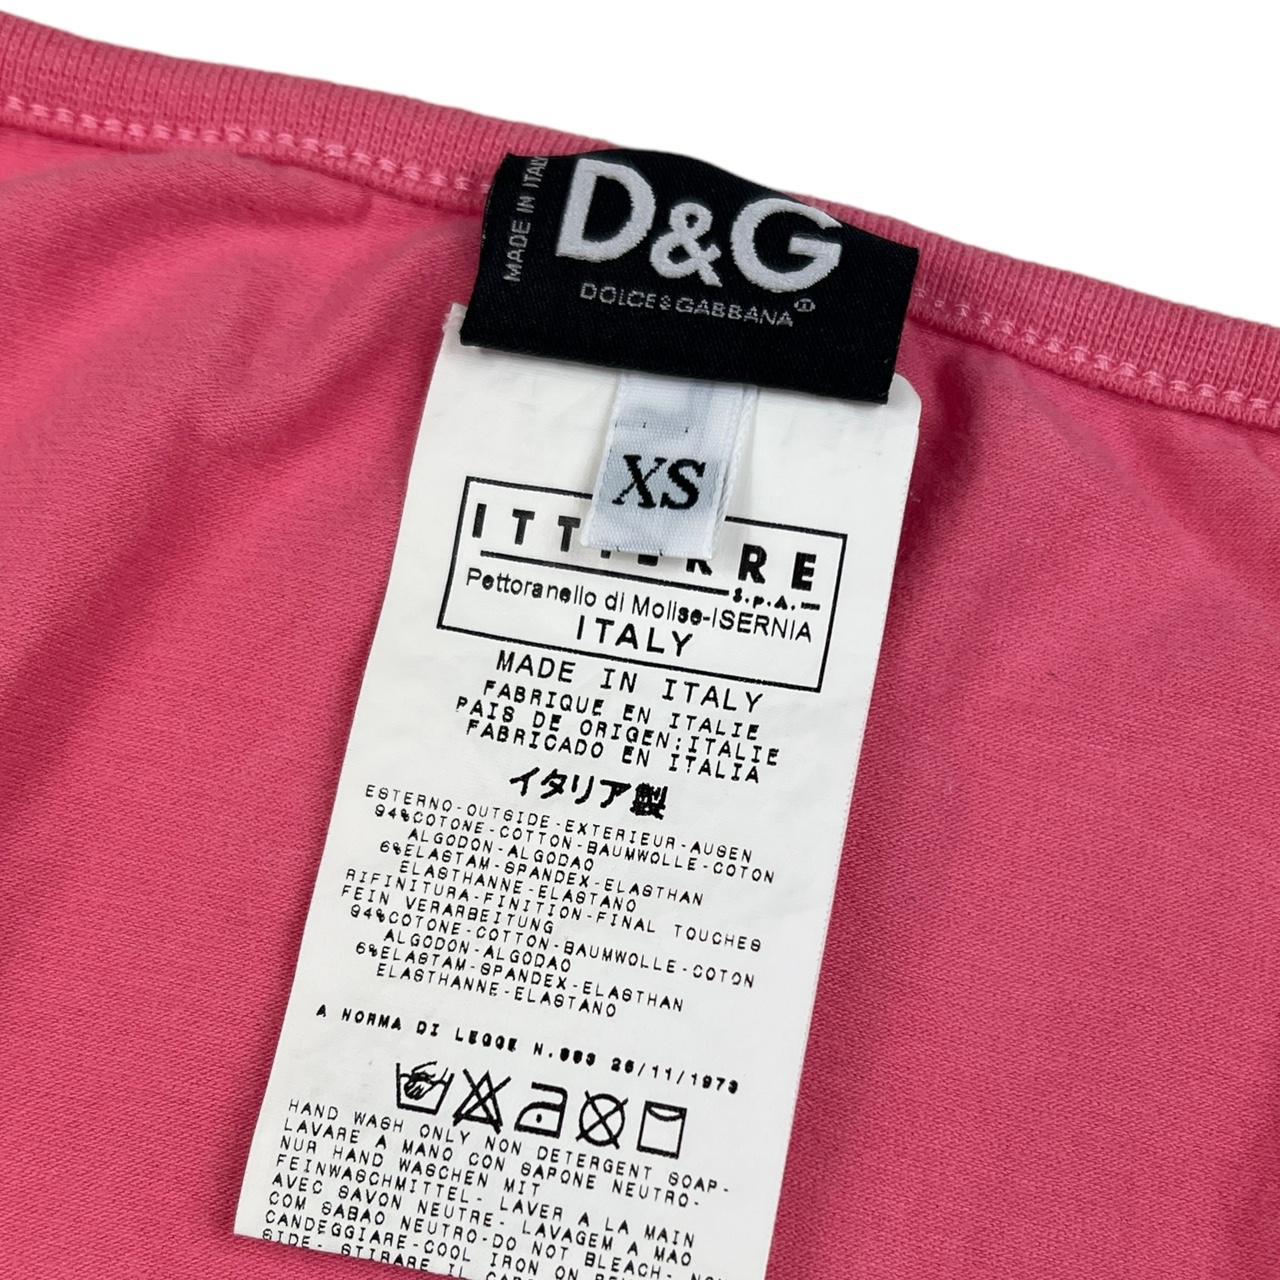 MADE IN ITALY
D&G
DOLCE&GABBANA
XS
ITTIERRE
S.p.A.
Pettoranello di Molise-ISERNIA
ITALY
MADE IN ITALY
FABRIQUE EN ITALIE
PAIS DE ORIGEN:ITALIE
FABRICADO EN ITALIA
イタリア製
ESTERNO-OUTSIDE-EXTERIEUR-AUSEN
94%COTONE-COTTON-BAUMWOLLE-COTON
ALGODON-ALGODAO
6%ELASTAM-SPANDEX-ELASTHAN
ELASTHANNE-ELASTANO
RIFINITURA-FINITION-FINAL TOUCHES
FEIN VERARBEITUNG
94%COTONE-COTTON-BAUMWOLLE-COTON
ALGODON-ALGODAO
6%ELASTAM-SPANDEX-ELASTHAN
ELASTHANNE-ELASTANO
A NORMA DI LEGGE N.883 26/11/1973
HAND WASH ONLY NON DETERGENT SOAP-
LAVARE A MANO CON SAPONE NEUTRO-
NUR HAND WASCHEN MIT
FEINWASCHMITTEL- LAVER A LA MAIN
AVEC SAVON NEUTRE- LAVAGEM A MAO
COM SABAO NEUTRO-DO NOT BLEACH- NON
CANDEGGIARE-COOL IRON ON
SIDE- STIRARE IL